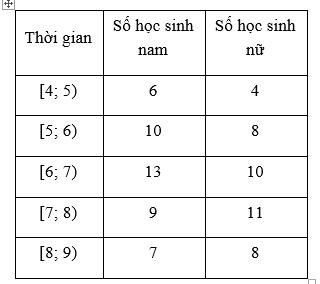 Thời gian Số học sinh nam Số học sinh nữ
[4; 5) 6 4
[5; 6) 10 8
[6; 7) 13 10
[7; 8) 9 11
[8; 9) 7 8